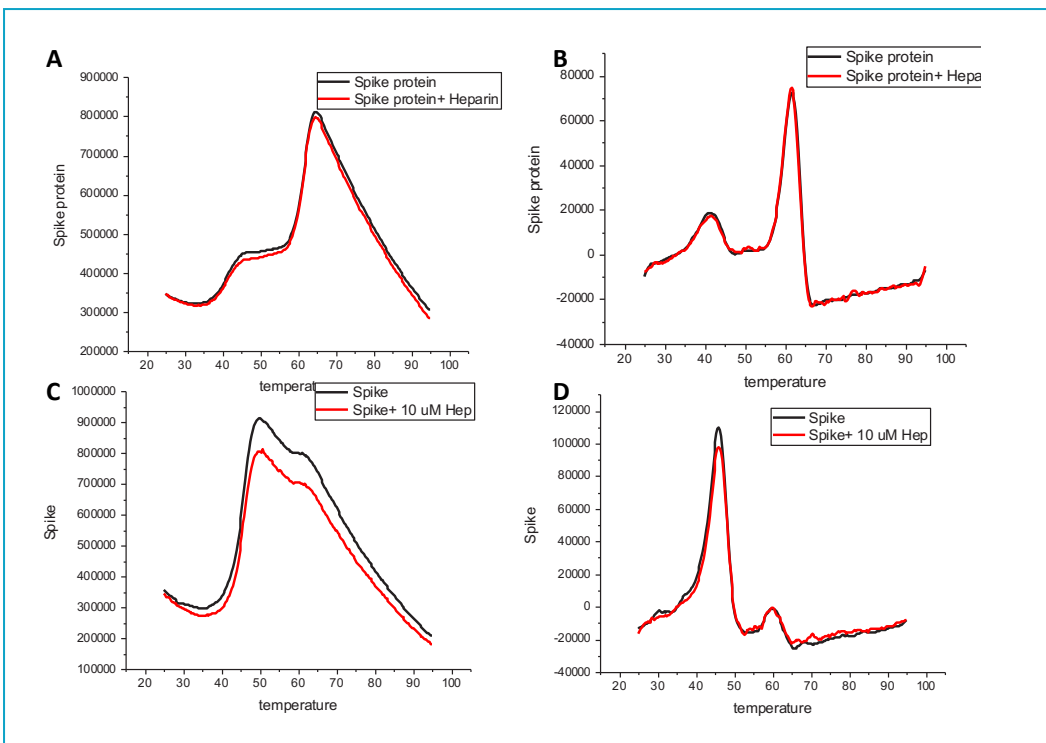 A
900000
800000
700000
600000
500000
400000
300000
200000
Spike protein
Spike protein
Spike protein+ Heparin
20 30 40 50 60 70 80 90 100
temperat
B
80000
60000
40000
20000
0
-20000
-40000
Spike protein
Spike protein
Spike protein+ Hepa
20 30 40 50 60 70 80 90 100
temperature
C
1000000
900000
800000
700000
600000
500000
400000
300000
200000
100000
Spike
Spike
Spike+ 10 uM Hep
20 30 40 50 60 70 80 90 100
temperature
D
120000
100000
80000
60000
40000
20000
0
-20000
-40000
Spike
Spike
Spike+ 10 uM Hep
20 30 40 50 60 70 80 90 100
temperature